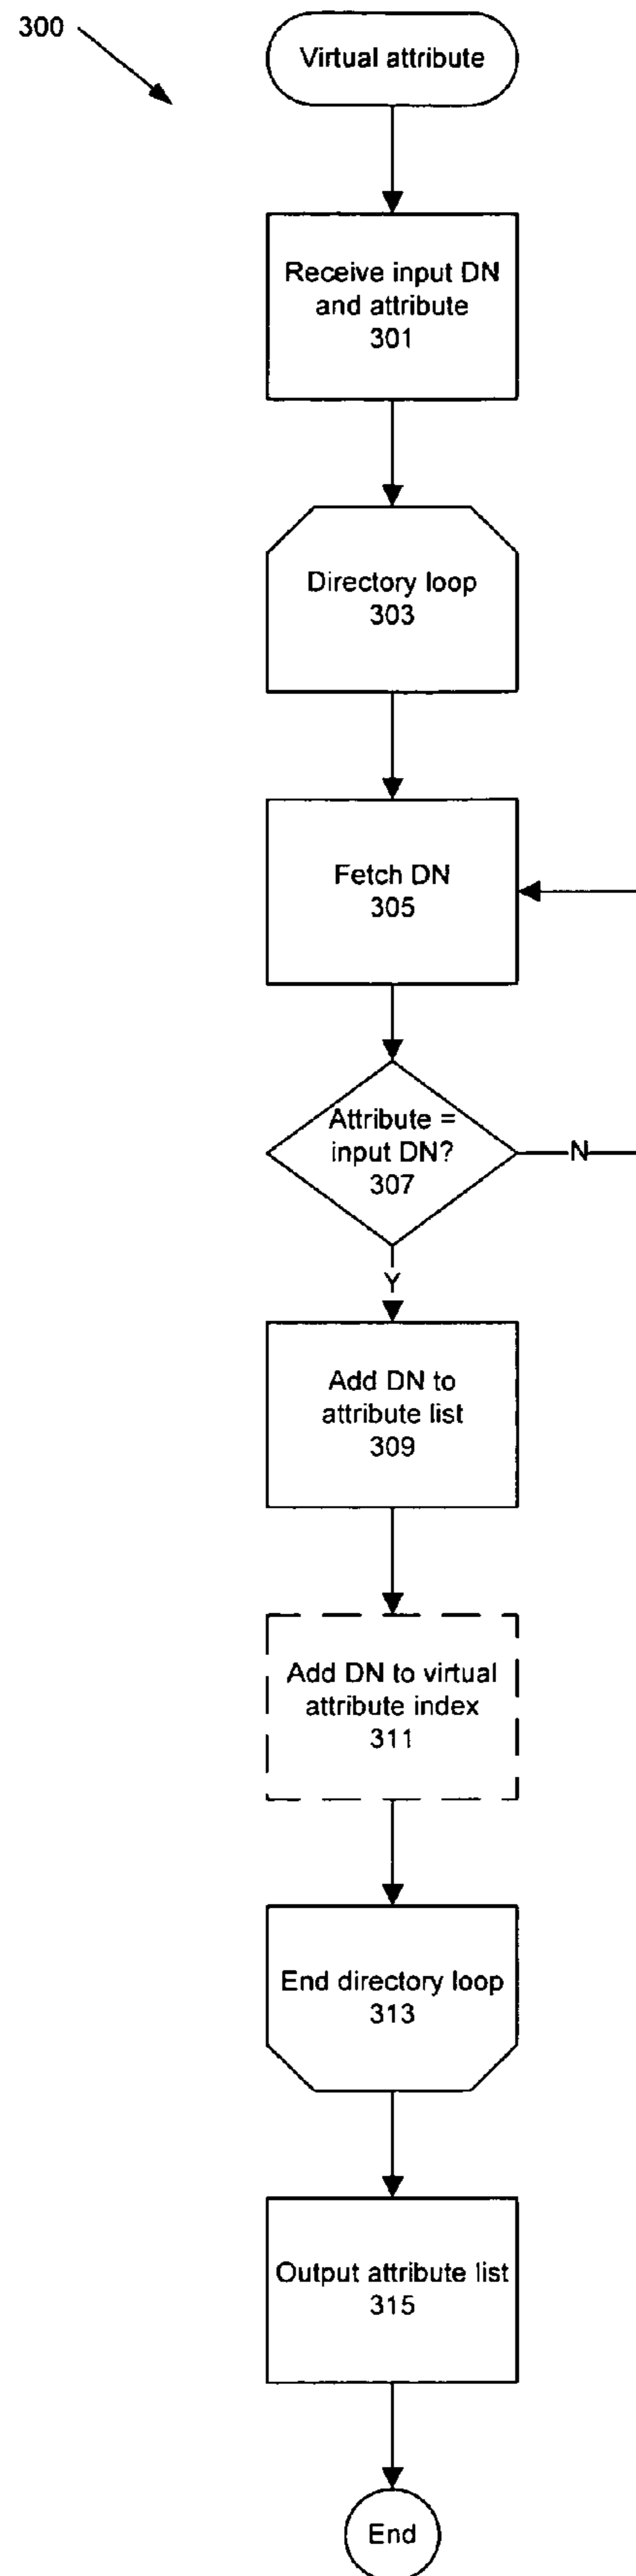 300
Virtual attribute
Receive input DN
and attribute
301
Directory loop
303
Fetch DN
305
Attribute =
input DN?
307
N
Y
Add DN to
attribute list
309
Add DN to virtual
attribute index
311
End directory loop
313
Output attribute list
315
End